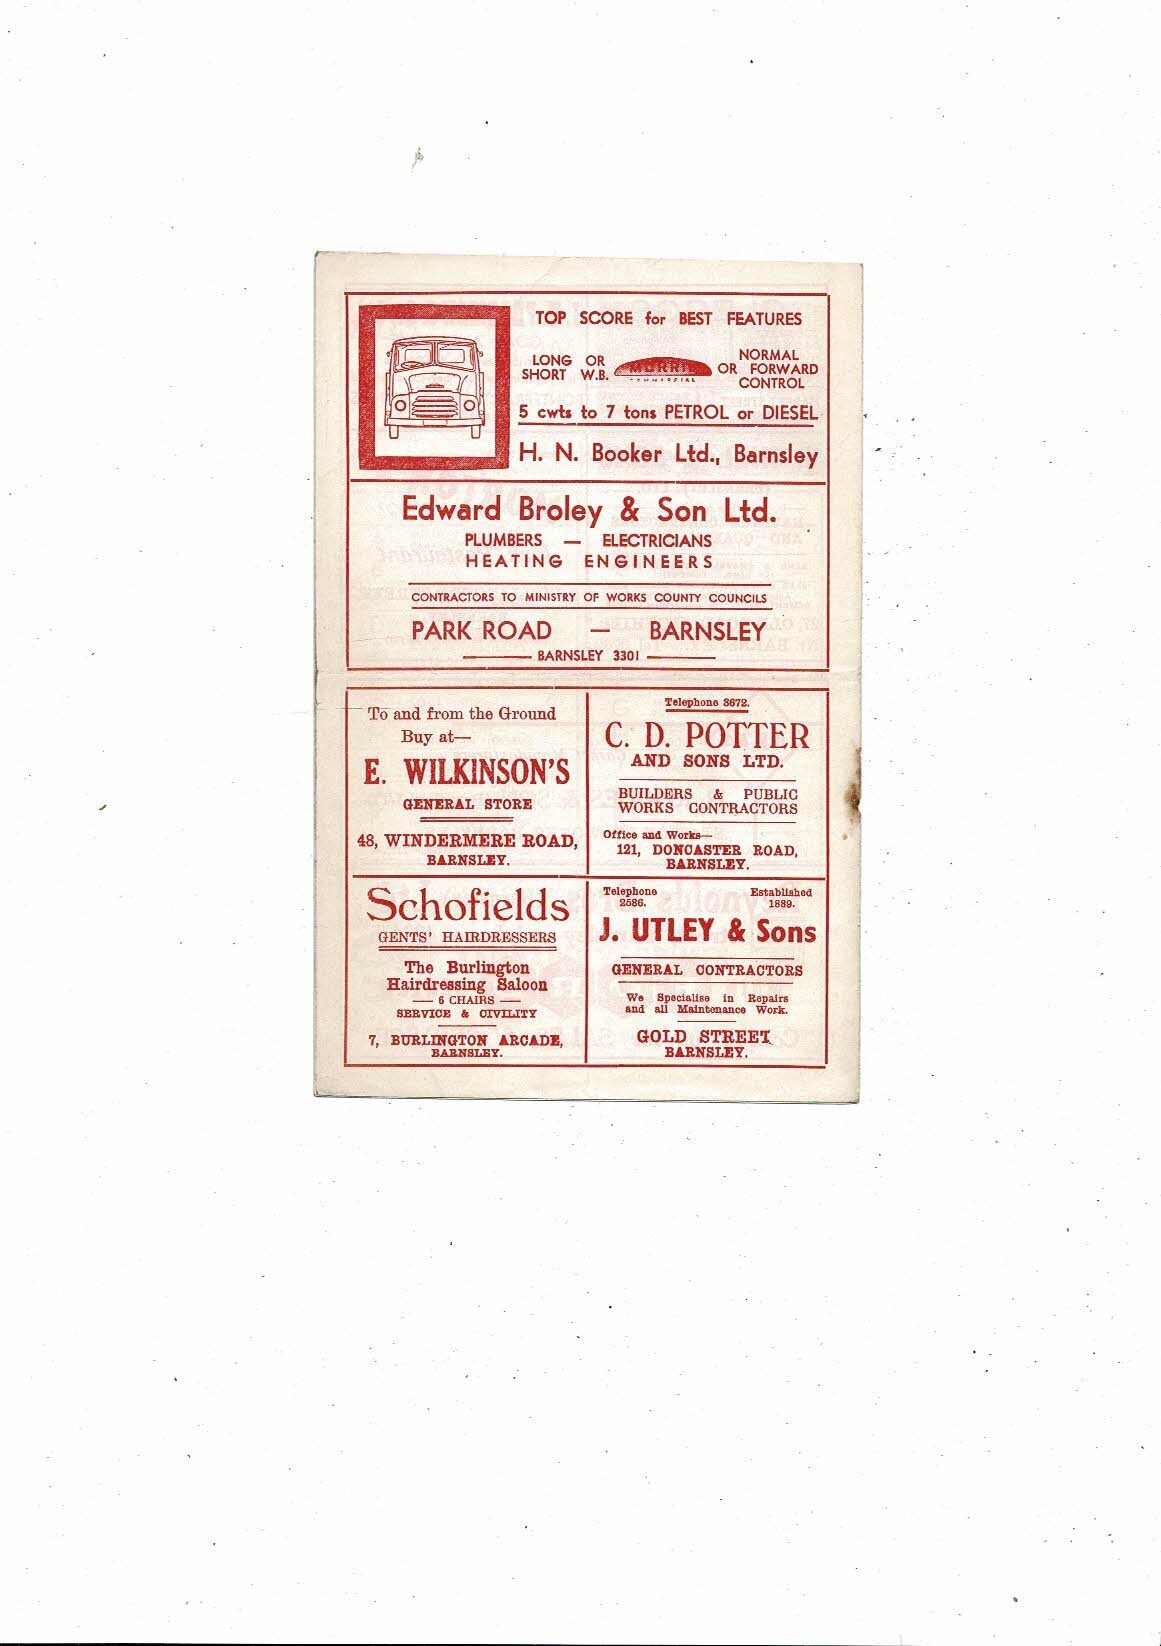 TOP SCORE for BEST FEATURES
LONG OR
SHORT W.B.
MORRIS
COMMERCIAL
NORMAL
OR FORWARD
CONTROL
5 cwts to 7 tons PETROL or DIESEL
H. N. Booker Ltd., Barnsley
Edward Broley & Son Ltd.
PLUMBERS — ELECTRICIANS
HEATING ENGINEERS
CONTRACTORS TO MINISTRY OF WORKS COUNTY COUNCILS
PARK ROAD — BARNSLEY
BARNSLEY 3301
To and from the Ground
Buy at—
E. WILKINSON'S
GENERAL STORE
48, WINDERMERE ROAD,
BARNSLEY.
Telephone 3672.
C. D. POTTER
AND SONS LTD.
BUILDERS & PUBLIC
WORKS CONTRACTORS
Office and Works—
121, DONCASTER ROAD,
BARNSLEY.
Schofields
GENTS' HAIRDRESSERS
The Burlington
Hairdressing Saloon
— 6 CHAIRS —
SERVICE & CIVILITY
7, BURLINGTON ARCADE,
BARNSLEY.
Telephone
2586.
Established
1889.
J. UTLEY & Sons
GENERAL CONTRACTORS
We Specialise in Repairs
and all Maintenance Work.
GOLD STREET,
BARNSLEY.